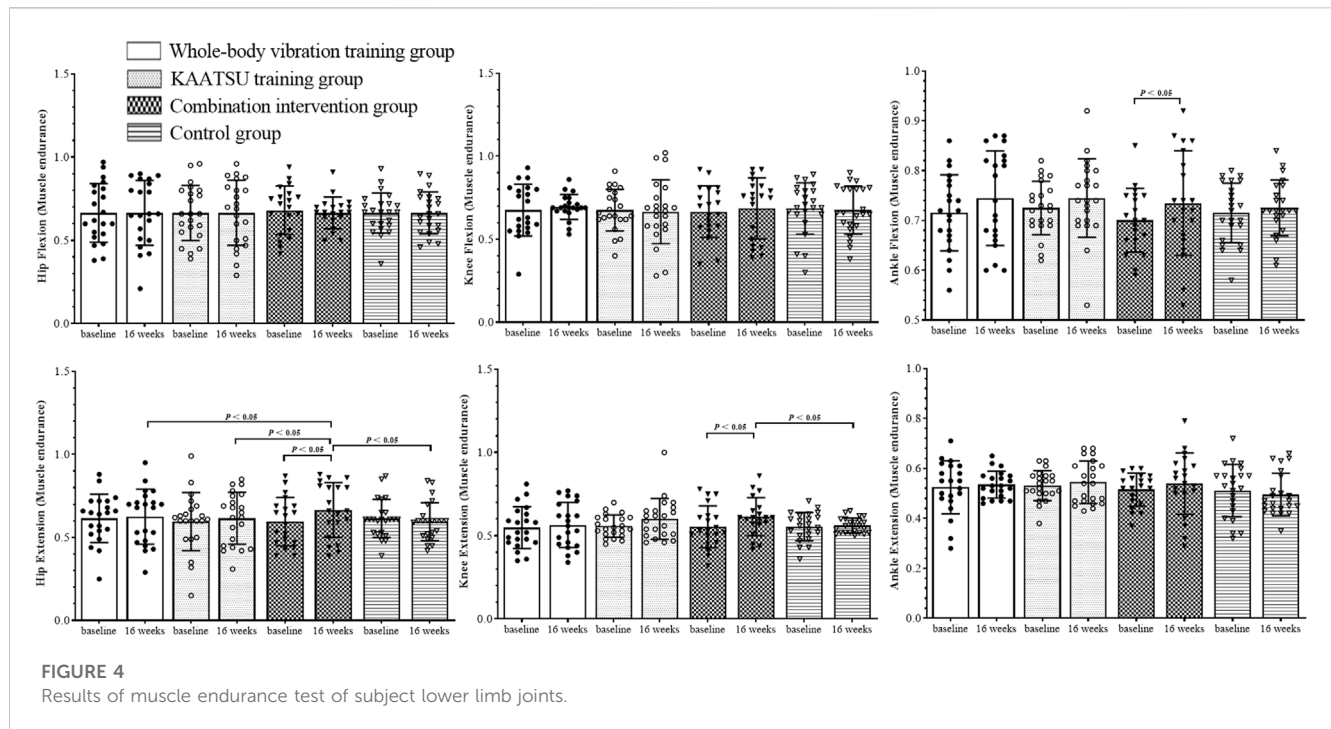 Whole-body vibration training group
KAATSU training group
Combination intervention group
Control group
Hip Flexion (Muscle endurance)
1.5
1.0
0.5
0.0
baseline 16 weeks baseline 16 weeks baseline 16 weeks baseline 16 weeks
Knee Flexion (Muscle endurance)
1.5
1.0
0.5
0.0
baseline 16 weeks baseline 16 weeks baseline 16 weeks baseline 16 weeks
Ankle Flexion (Muscle endurance)
1.0
0.9
0.8
0.7
0.6
0.5
P < 0.05
baseline 16 weeks baseline 16 weeks baseline 16 weeks baseline 16 weeks
Hip Extension (Muscle endurance)
1.5
1.0
0.5
0.0
P < 0.05
P < 0.05
P < 0.05
P < 0.05
baseline 16 weeks baseline 16 weeks baseline 16 weeks baseline 16 weeks
Knee Extension (Muscle endurance)
1.5
1.0
0.5
0.0
P < 0.05
P < 0.05
baseline 16 weeks baseline 16 weeks baseline 16 weeks baseline 16 weeks
Ankle Extension (Muscle endurance)
1.0
0.8
0.6
0.4
0.2
0.0
baseline 16 weeks baseline 16 weeks baseline 16 weeks baseline 16 weeks
FIGURE 4
Results of muscle endurance test of subject lower limb joints.